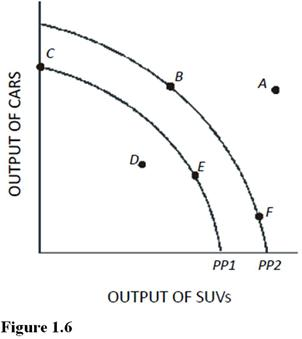 OUTPUT OF CARS
C
B
A
D
E
F
PP1 PP2
OUTPUT OF SUVs
Figure 1.6